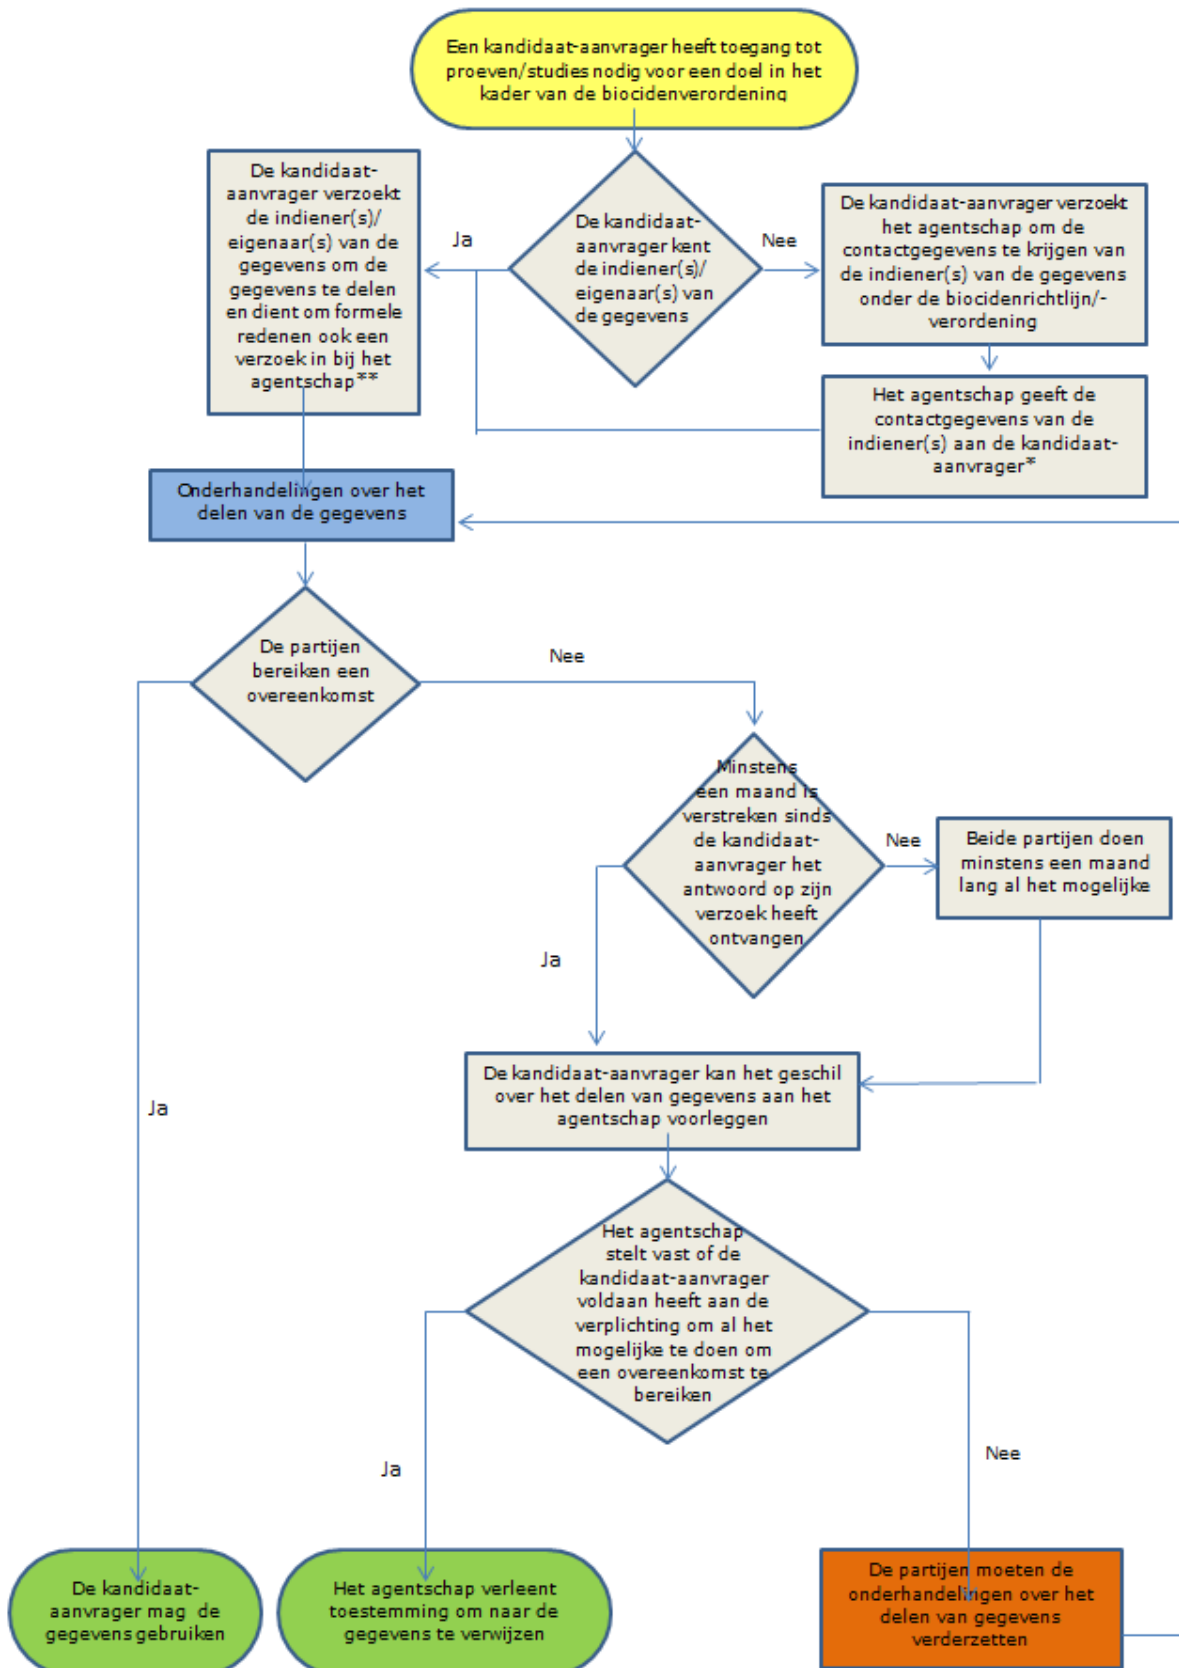 Een kandidaat-aanvrager heeft toegang tot
proeven/studies nodig voor een doel in het
kader van de biocidenverordening
De kandidaat-
aanvrager verzoekt
de indiener(s)/
eigenaar(s) van de
gegevens om de
gegevens te delen
en dient om formele
redenen ook een
verzoek in bij het
agentschap**
Ja
De kandidaat-
aanvrager kent
de indiener(s)/
eigenaar(s) van
de gegevens
Nee
De kandidaat-aanvrager verzoekt
het agentschap om de
contactgegevens te krijgen van
de indiener(s) van de gegevens
onder de biocidenrichtlijn/-
verordening
Het agentschap geeft de
contactgegevens van de
indiener(s) aan de kandidaat-
aanvrager*
Onderhandelingen over het
delen van de gegevens
De partijen
bereiken een
overeenkomst
Nee
Minstens
een maand is
verstreken sinds
de kandidaat-
aanvrager het
antwoord op zijn
verzoek heeft
ontvangen
Nee
Beide partijen doen
minstens een maand
lang al het mogelijke
Ja
De kandidaat-aanvrager kan het geschil
over het delen van gegevens aan het
agentschap voorleggen
Ja
Het agentschap
stelt vast of de
kandidaat-aanvrager
voldaan heeft aan de
verplichting om al het
mogelijke te doen om
een overeenkomst te
bereiken
Ja
Nee
De kandidaat-
aanvrager mag de
gegevens gebruiken
Het agentschap verleent
toestemming om naar de
gegevens te verwijzen
De partijen moeten de
onderhandelingen over het
delen van gegevens
verderzetten